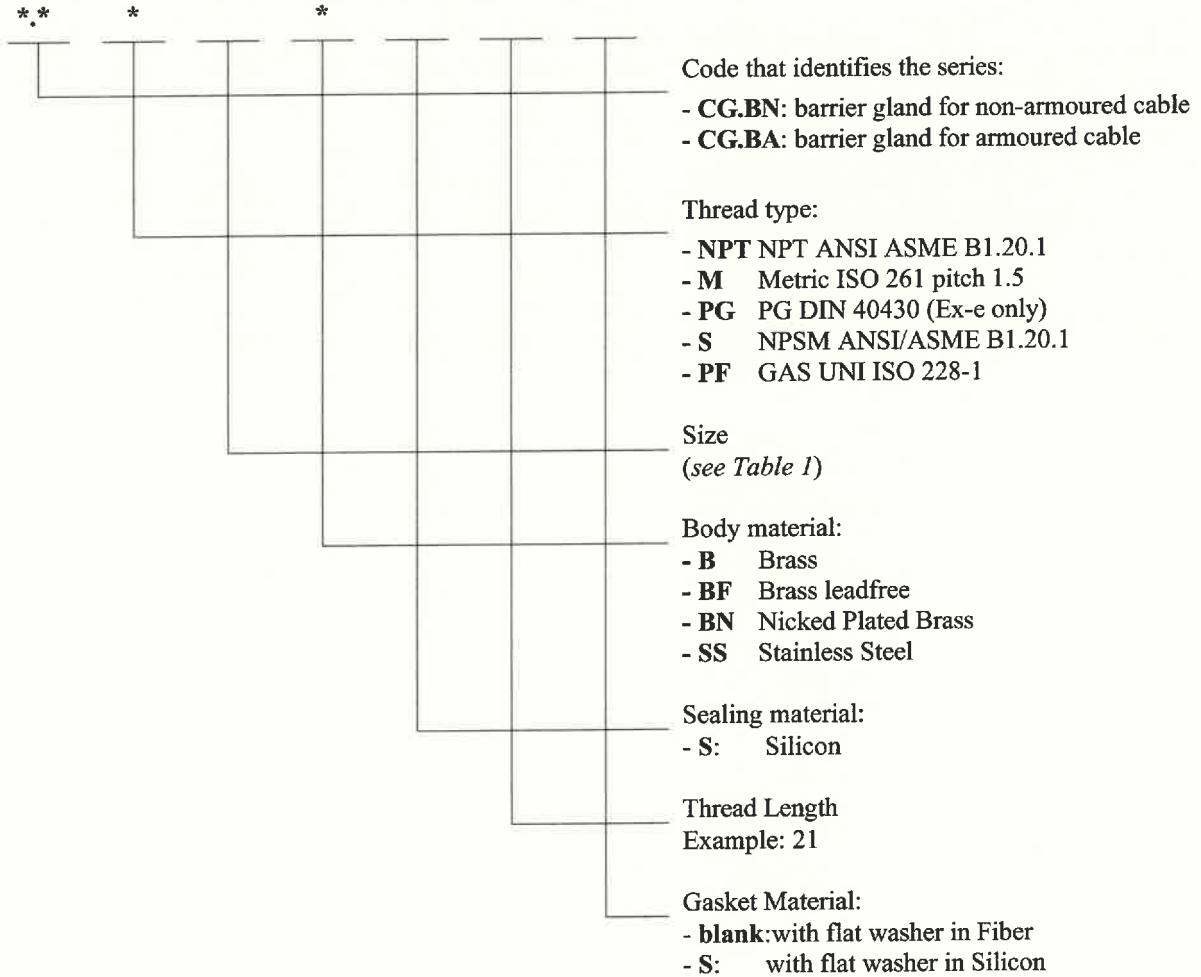 *.* * *
Code that identifies the series:
- CG.BN: barrier gland for non-armoured cable
- CG.BA: barrier gland for armoured cable
Thread type:
- NPT NPT ANSI ASME B1.20.1
- M Metric ISO 261 pitch 1.5
- PG PG DIN 40430 (Ex-e only)
- S NPSM ANSI/ASME B1.20.1
- PF GAS UNI ISO 228-1
Size
(see Table 1)
Body material:
- B Brass
- BF Brass leadfree
- BN Nicked Plated Brass
- SS Stainless Steel
Sealing material:
- S: Silicon
Thread Length
Example: 21
Gasket Material:
- blank:with flat washer in Fiber
- S: with flat washer in Silicon